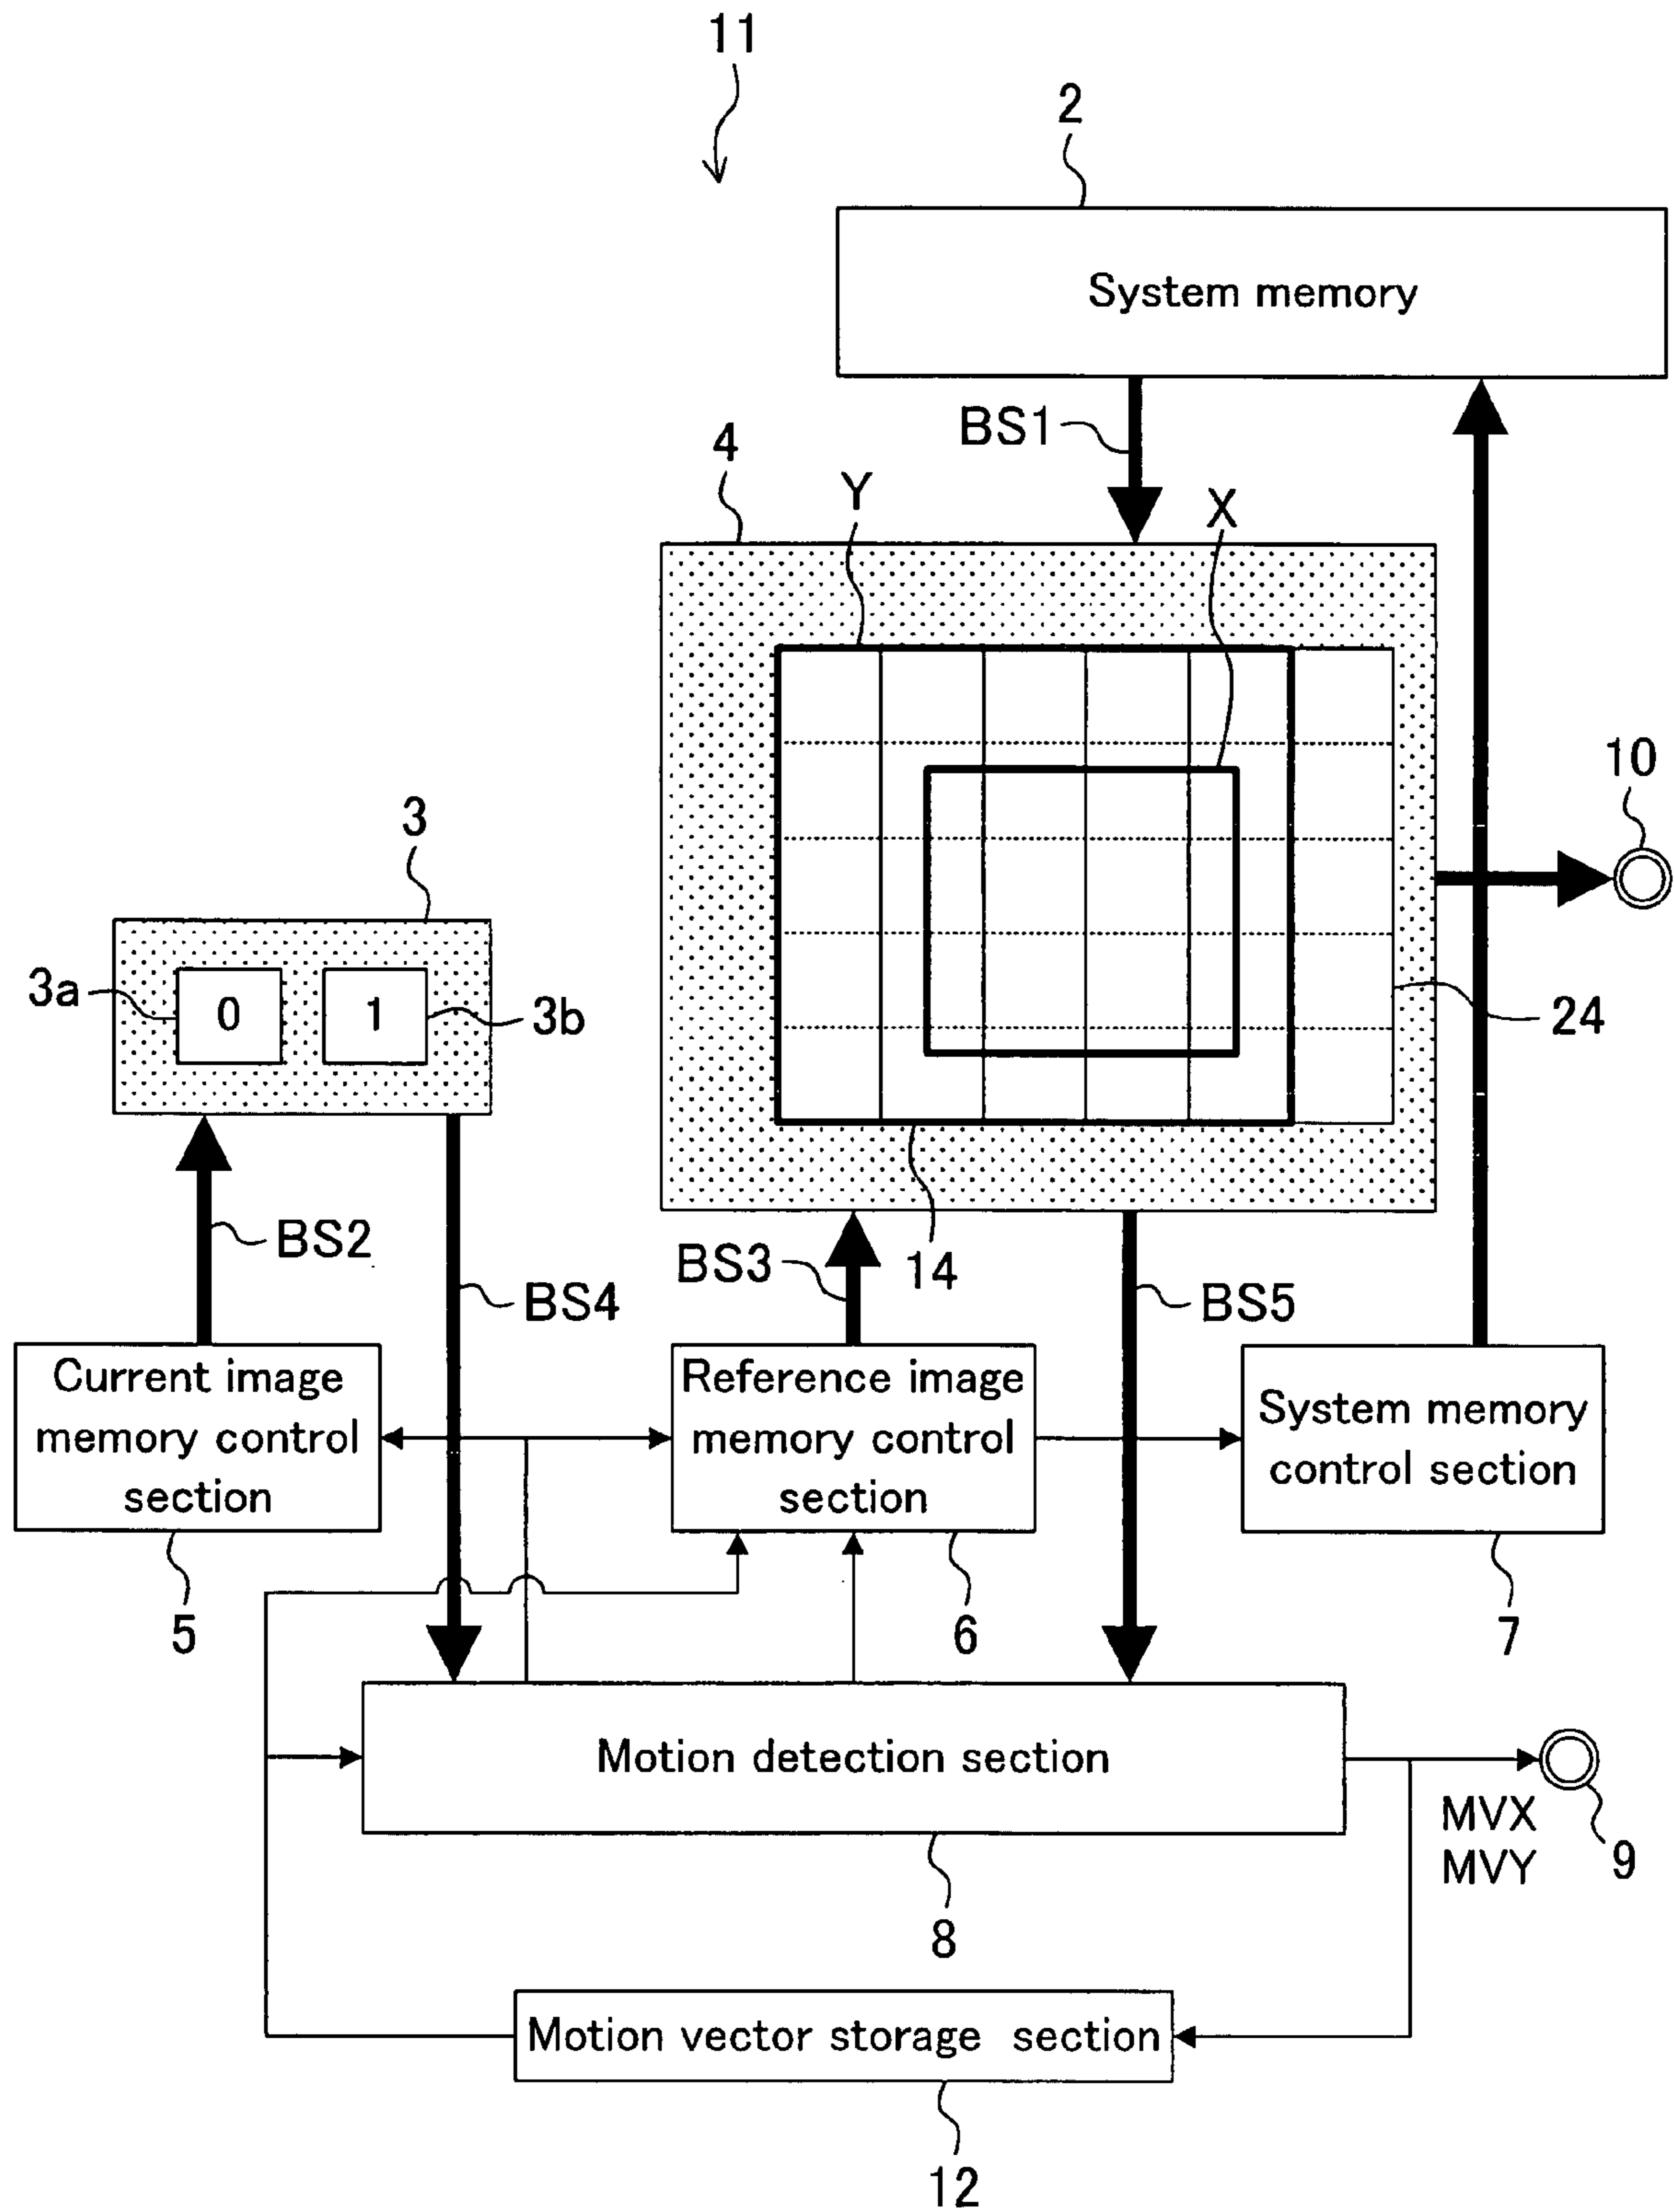 11
2
System memory
BS1
4
Y
X
10
3
3a
0
1
3b
24
BS2
BS4
BS3
14
BS5
Current image
memory control
section
Reference image
memory control
section
System memory
control section
5
6
7
Motion detection section
MVX
MVY
9
8
Motion vector storage section
12